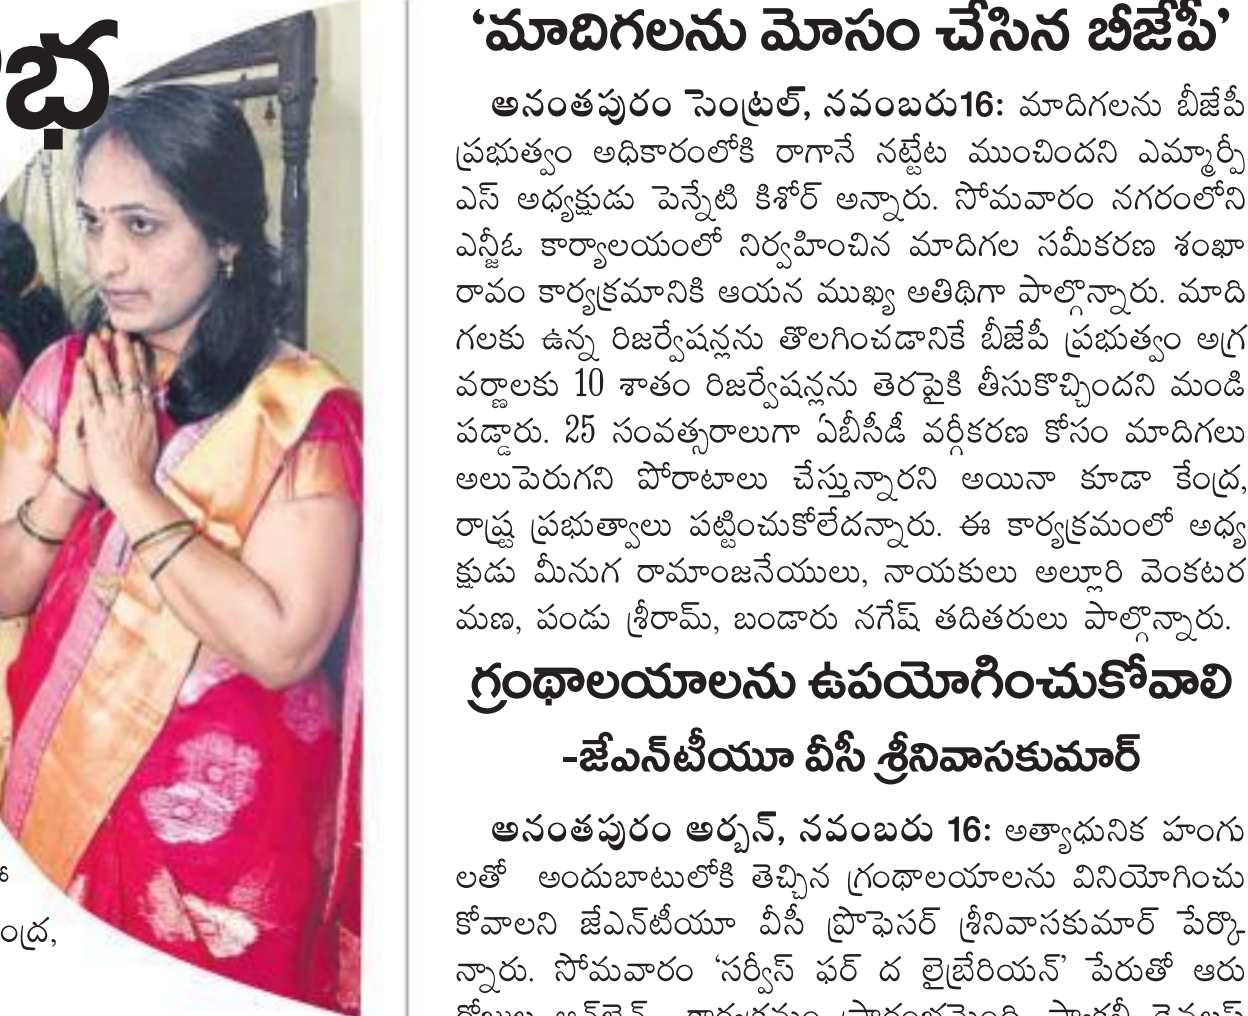 భ
ంద్ర,
‘మాదిగలను మోసం చేసిన బీజేపీ’
అనంతపురం సెంట్రల్, నవంబరు16: మాదిగలను బీజేపీ
ప్రభుత్వం అధికారంలోకి రాగానే నట్టేట ముంచిందని ఎమ్మార్పీ
ఎస్ అధ్యక్షుడు పెన్నేటి కిశోర్ అన్నారు. సోమవారం నగరంలోని
ఎన్జీఓ కార్యాలయంలో నిర్వహించిన మాదిగల సమీకరణ శంఖా
రావం కార్యక్రమానికి ఆయన ముఖ్య అతిథిగా పాల్గొన్నారు. మాది
గలకు ఉన్న రిజర్వేషన్లను తొలగించడానికే బీజేపీ ప్రభుత్వం అగ్ర
వర్ణాలకు 10 శాతం రిజర్వేషన్లను తెరపైకి తీసుకొచ్చిందని మండి
పడ్డారు. 25 సంవత్సరాలుగా ఏబీసీడీ వర్గీకరణ కోసం మాదిగలు
అలుపెరుగని పోరాటాలు చేస్తున్నారని అయినా కూడా కేంద్ర,
రాష్ట్ర ప్రభుత్వాలు పట్టించుకోలేదన్నారు. ఈ కార్యక్రమంలో అధ్య
క్షుడు మీనుగ రామాంజనేయులు, నాయకులు అల్లూరి వెంకటర
మణ, పండు శ్రీరామ్, బండారు నగేష్ తదితరులు పాల్గొన్నారు.
గ్రంథాలయాలను ఉపయోగించుకోవాలి
-జేఎన్‌టీయూ వీసీ శ్రీనివాసకుమార్
అనంతపురం అర్బన్, నవంబరు 16: అత్యాధునిక హంగు
లతో అందుబాటులోకి తెచ్చిన గ్రంథాలయాలను వినియోగించు
కోవాలని జేఎన్‌టీయూ వీసీ ప్రొఫెసర్ శ్రీనివాసకుమార్ పేర్కొ
న్నారు. సోమవారం ‘సర్వీస్ ఫర్ ద లైబ్రేరియన్’ పేరుతో ఆరు